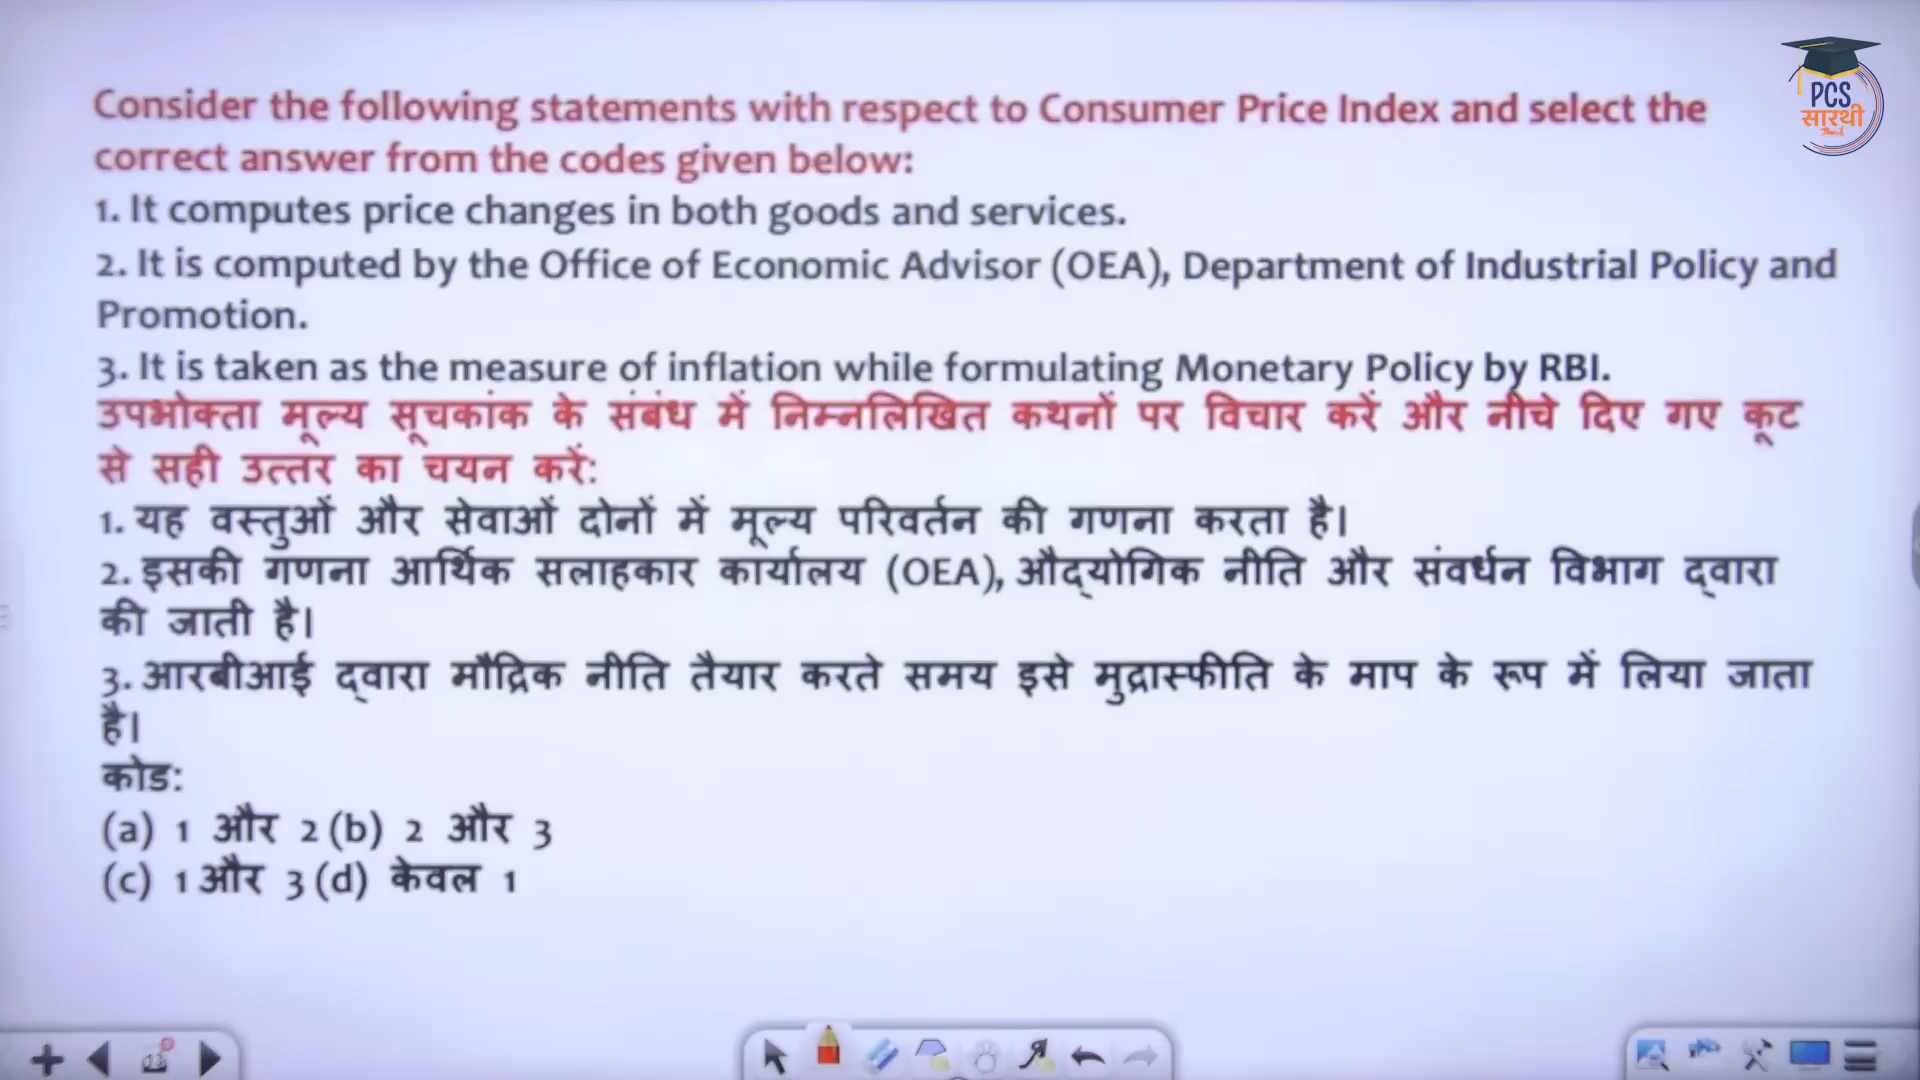 PCS
सारथी
Consider the following statements with respect to Consumer Price Index and select the
correct answer from the codes given below:
1. It computes price changes in both goods and services.
2. It is computed by the Office of Economic Advisor (OEA), Department of Industrial Policy and
Promotion.
3. It is taken as the measure of inflation while formulating Monetary Policy by RBI.
उपभोक्ता मूल्य सूचकांक के संबंध में निम्नलिखित कथनों पर विचार करें और नीचे दिए गए कूट
से सही उत्तर का चयन करें:
1. यह वस्तुओं और सेवाओं दोनों में मूल्य परिवर्तन की गणना करता है।
2. इसकी गणना आर्थिक सलाहकार कार्यालय (OEA), औद्योगिक नीति और संवर्धन विभाग द्वारा
की जाती है।
3. आरबीआई द्वारा मौद्रिक नीति तैयार करते समय इसे मुद्रास्फीति के माप के रूप में लिया जाता
है।
कोड:
(a) 1 और 2 (b) 2 और 3
(c) 1 और 3 (d) केवल 1